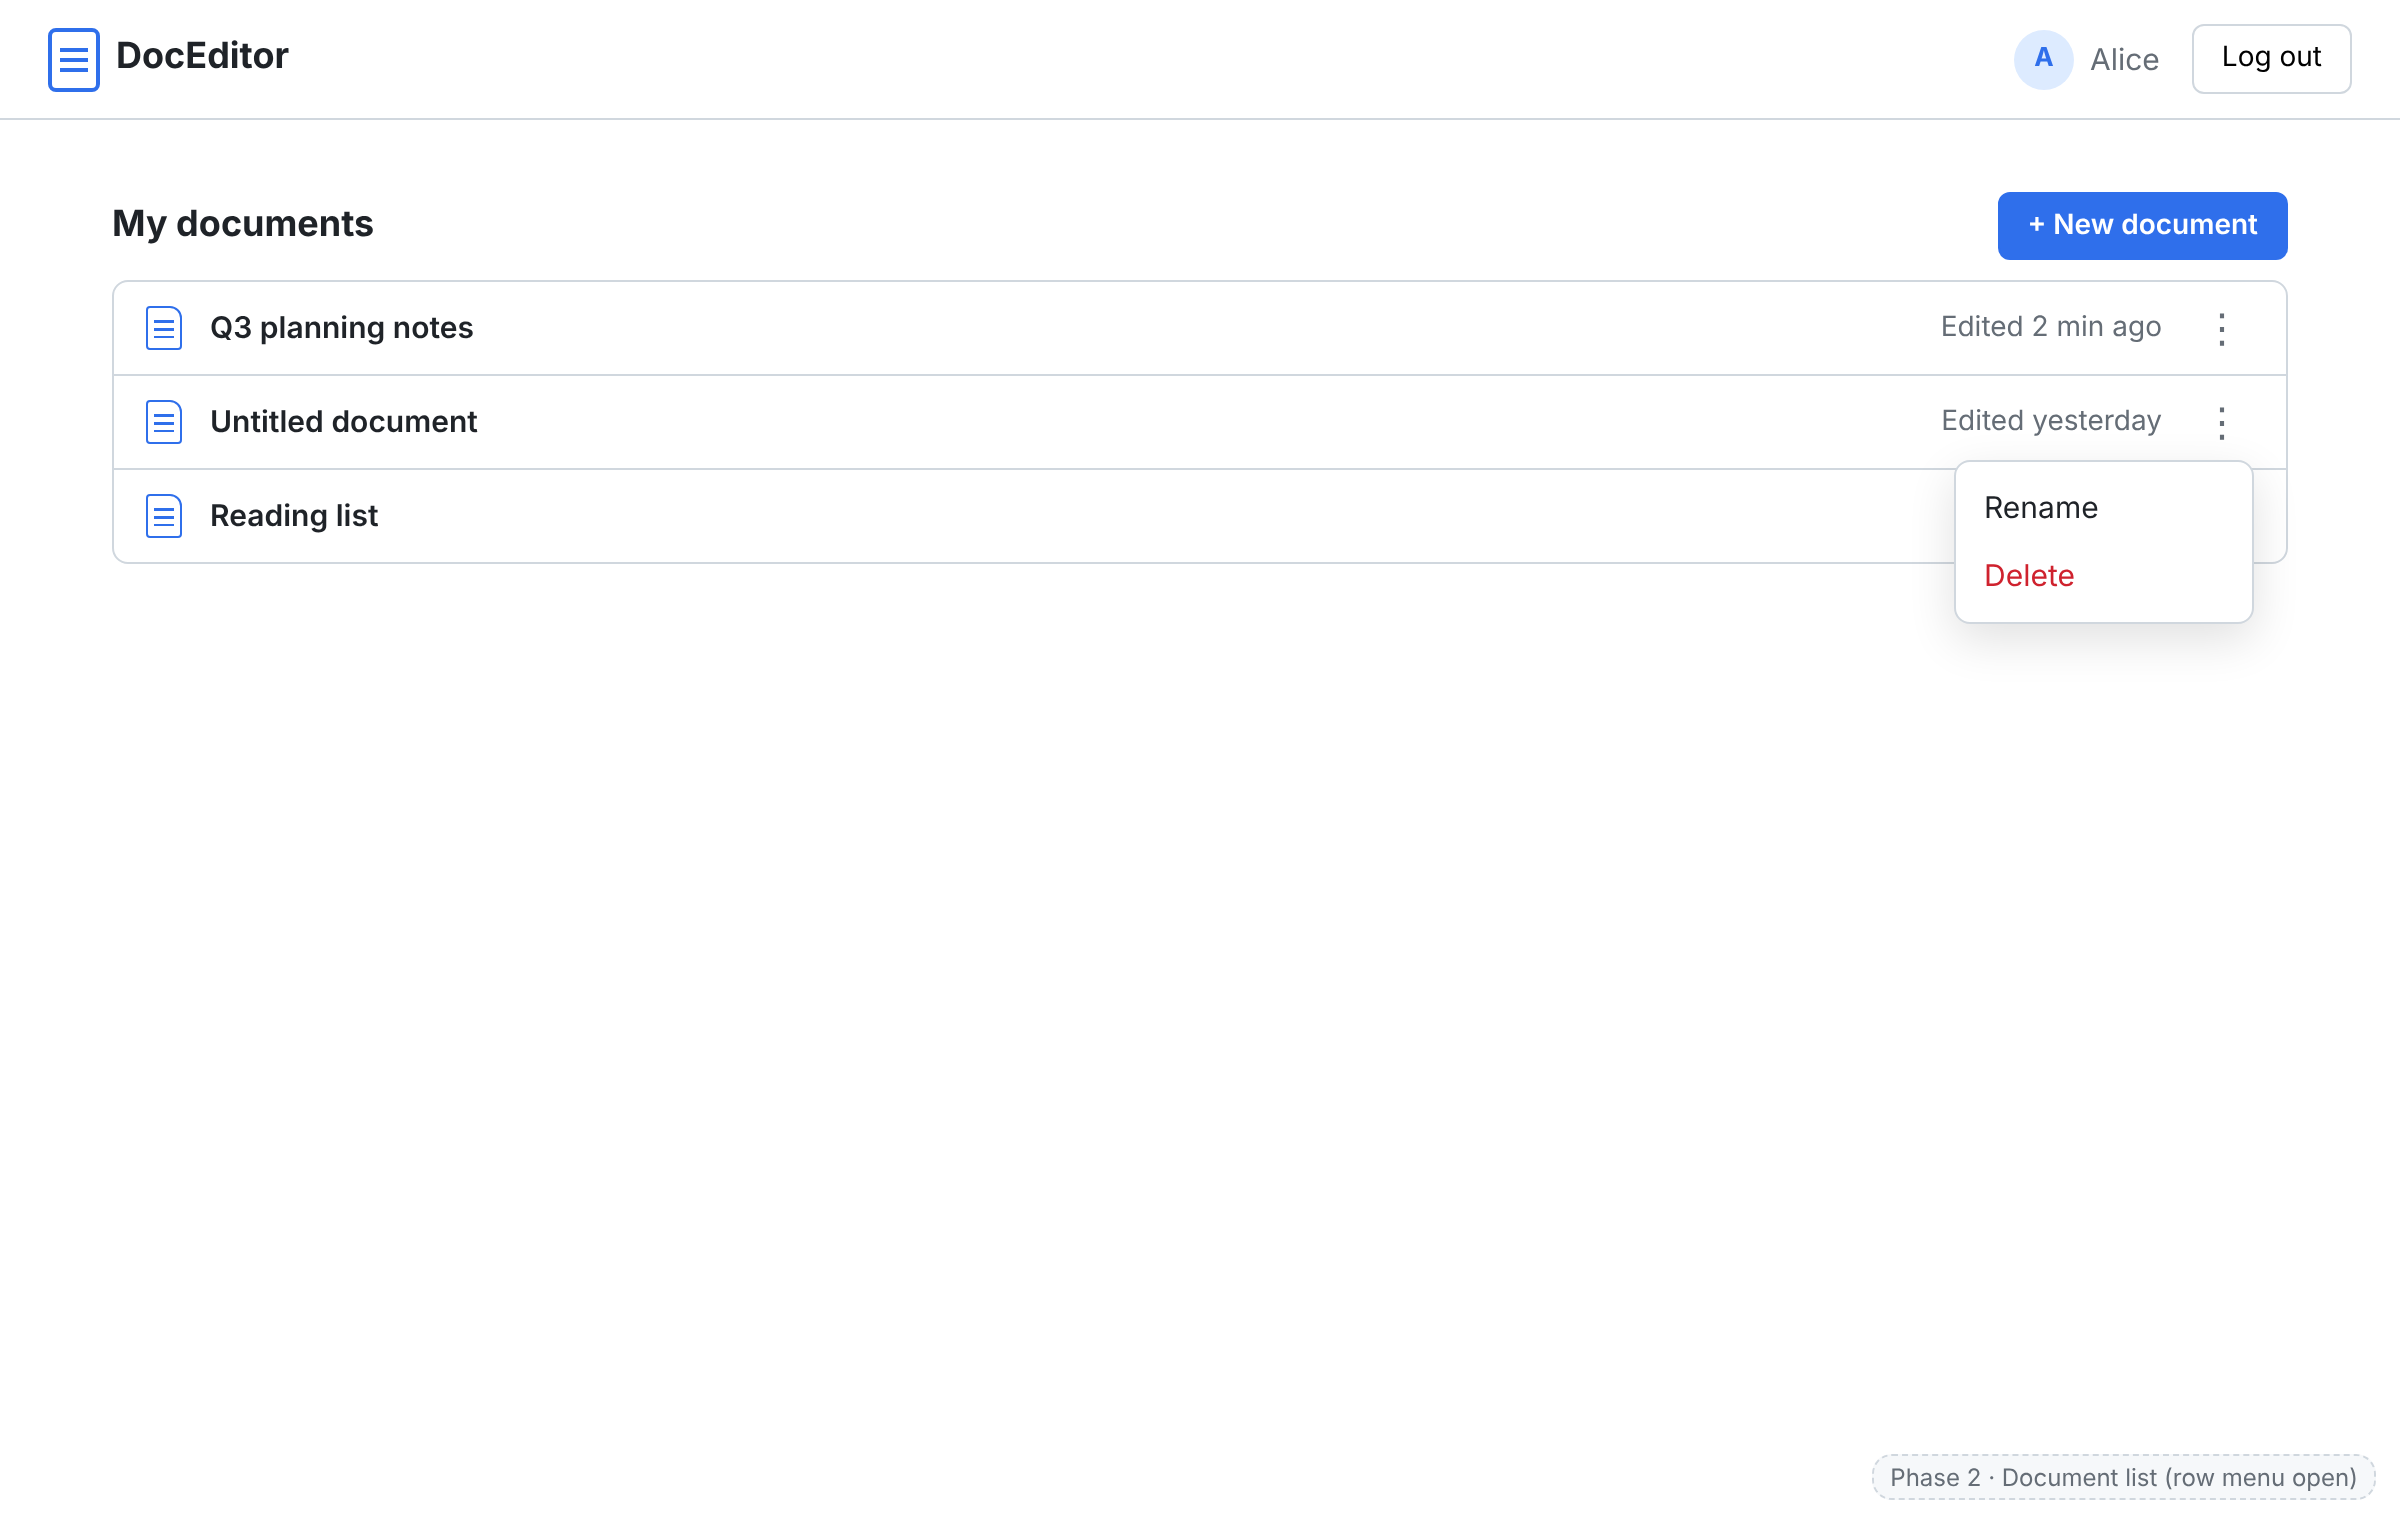 DocEditor
A
Alice
Log out
My documents
+ New document
Q3 planning notes
Edited 2 min ago
⋮
Untitled document
Edited yesterday
⋮
Reading list
Rename
Delete
Phase 2 · Document list (row menu open)